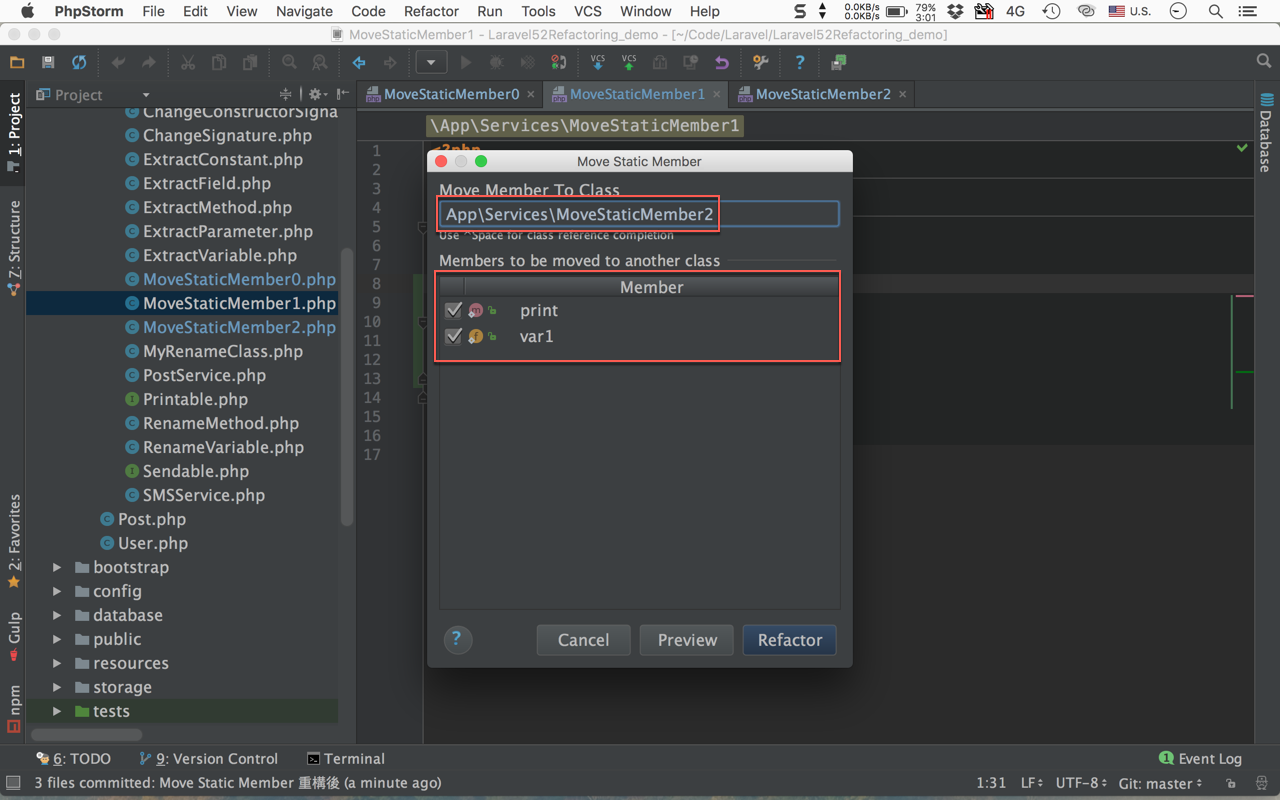 PhpStorm File Edit View Navigate Code Refactor Run Tools VCS Window Help 0.0KB/s 0.0KB/s 79% 3:01 4G U.S.
MoveStaticMember1 - Laravel52Refactoring_demo - [~/Code/Laravel/Laravel52Refactoring_demo]
VCS VCS
Project
MoveStaticMember0
MoveStaticMember1
MoveStaticMember2
1: Project
Z: Structure
2: Favorites
Gulp
npm
Database
ChangeConstructorSigna
ChangeSignature.php
ExtractConstant.php
ExtractField.php
ExtractMethod.php
ExtractParameter.php
ExtractVariable.php
MoveStaticMember0.php
MoveStaticMember1.php
MoveStaticMember2.php
MyRenameClass.php
PostService.php
Printable.php
RenameMethod.php
RenameVariable.php
Sendable.php
SMSService.php
Post.php
User.php
bootstrap
config
database
public
resources
storage
tests
\App\Services\MoveStaticMember1
1
2
3
4
5
6
7
8
9
10
11
12
13
14
15
16
17
<?php
Move Static Member
Move Member To Class
App\Services\MoveStaticMember2
Use ^Space for class reference completion
Members to be moved to another class
Member
print
var1
? Cancel Preview Refactor
6: TODO 9: Version Control Terminal 1 Event Log
3 files committed: Move Static Member 重構後 (a minute ago) 1:31 LF UTF-8 Git: master